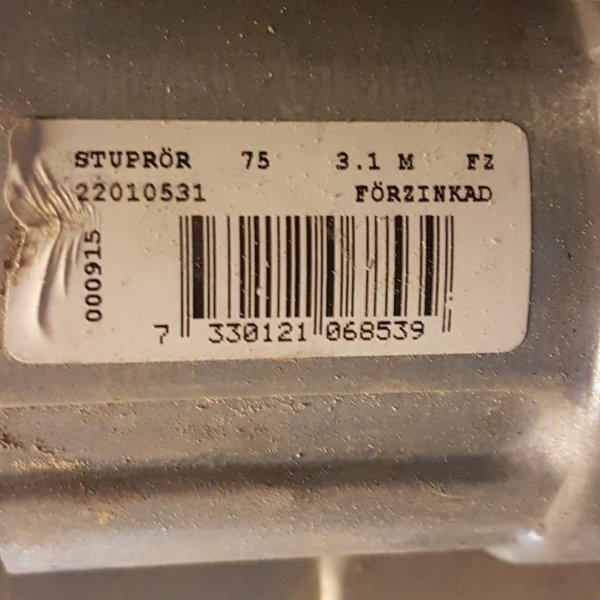 STUPRÖR 75 3.1 M FZ
22010531 FÖRZINKAD
000915
7 330121 068539